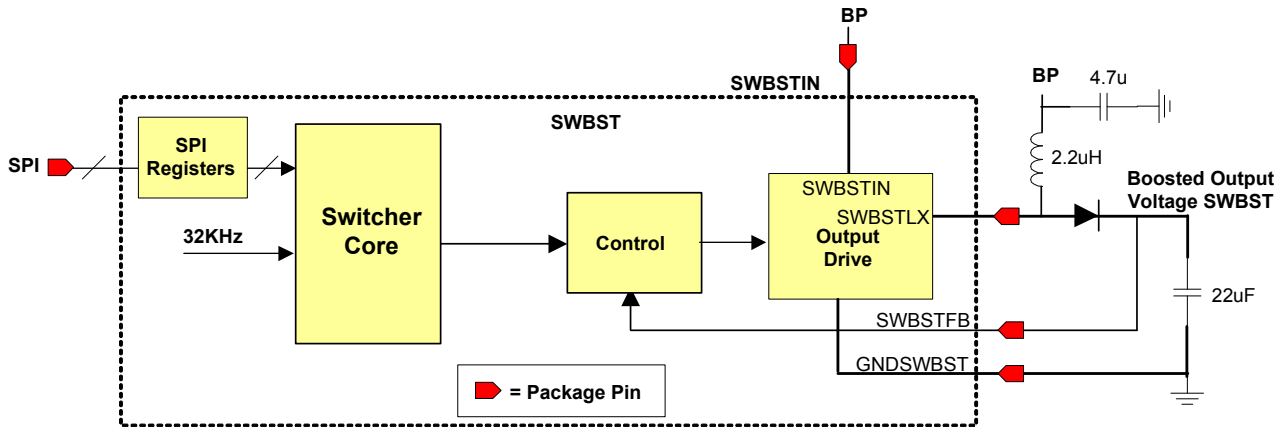 BP
SWBSTIN
BP
4.7u
SWBST
SPI
SPI
Registers
2.2uH
Boosted Output
Voltage SWBST
SWBSTIN
SWBSTLX
Switcher
Core
32KHz
Control
Output
Drive
22uF
SWBSTFB
GNDSWBST
= Package Pin